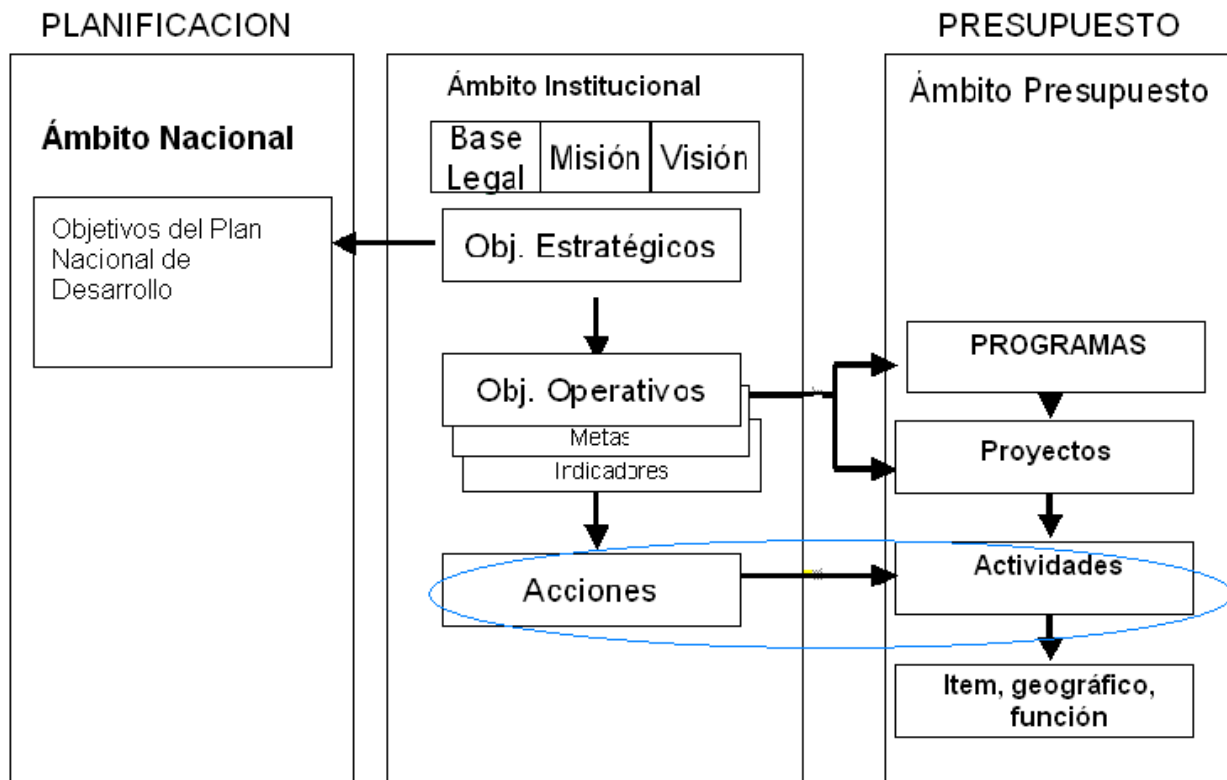 PLANIFICACION
PRESUPUESTO
Ámbito Nacional
Objetivos del Plan
Nacional de
Desarrollo
Ámbito Institucional
Base
Legal
Misión
Visión
Obj. Estratégicos
Obj. Operativos
Metas
Indicadores
Acciones
Ámbito Presupuesto
PROGRAMAS
Proyectos
Actividades
Item, geográfico,
función